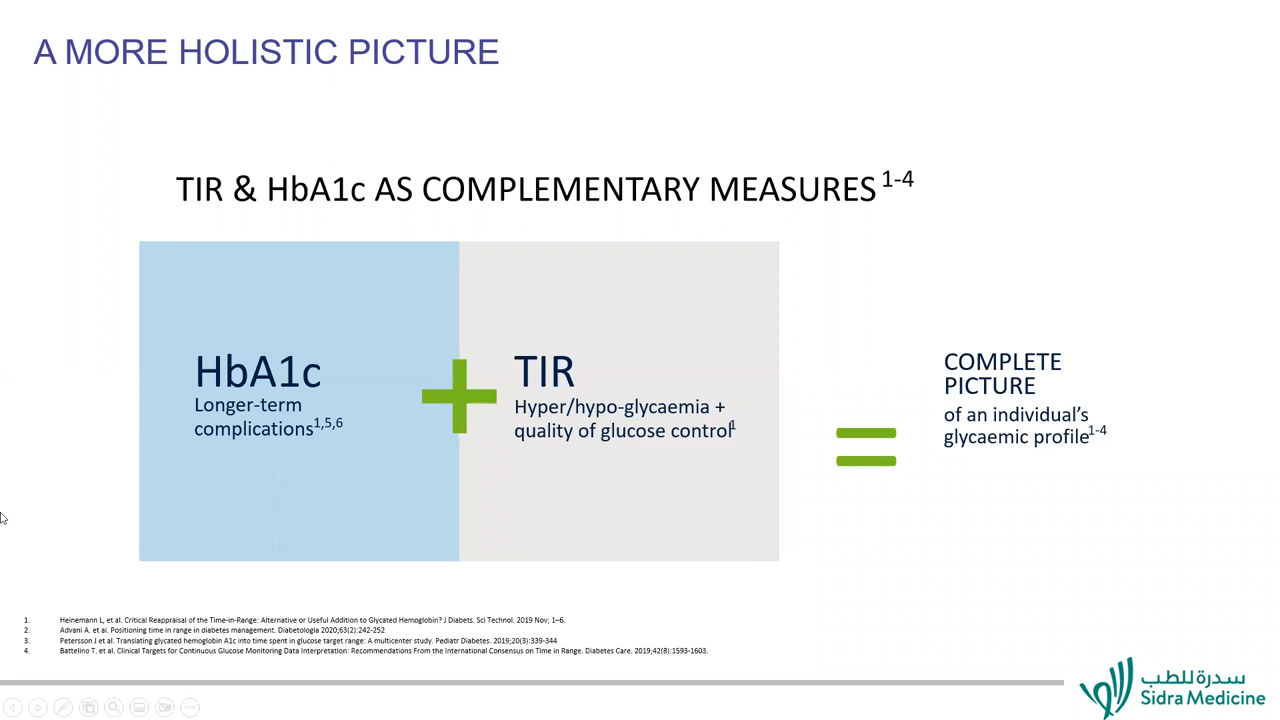 A MORE HOLISTIC PICTURE
TIR & HbA1c AS COMPLEMENTARY MEASURES 1-4
HbA1c
Longer-term
complications1,5,6
TIR
Hyper/hypo-glycaemia +
quality of glucose control1
COMPLETE
PICTURE
of an individual's
glycaemic profile1-4
1. Heinemann L, et al. Critical Reappraisal of the Time-in-Range: Alternative or Useful Addition to Glycated Hemoglobin? J Diabets. Sci Technol. 2019 Nov; 1–6.
2. Advani A. et al. Positioning time in range in diabetes management. Diabetologia 2020;63(2):242-252
3. Petersson J et al. Translating glycated hemoglobin A1c into time spent in glucose target range: A multicenter study. Pediatr Diabetes. 2019;20(3):339-344
4. Battelino T. et al. Clinical Targets for Continuous Glucose Monitoring Data Interpretation: Recommendations From the International Consensus on Time in Range. Diabetes Care. 2019;42(8):1593-1603.
سدرة للطب
Sidra Medicine